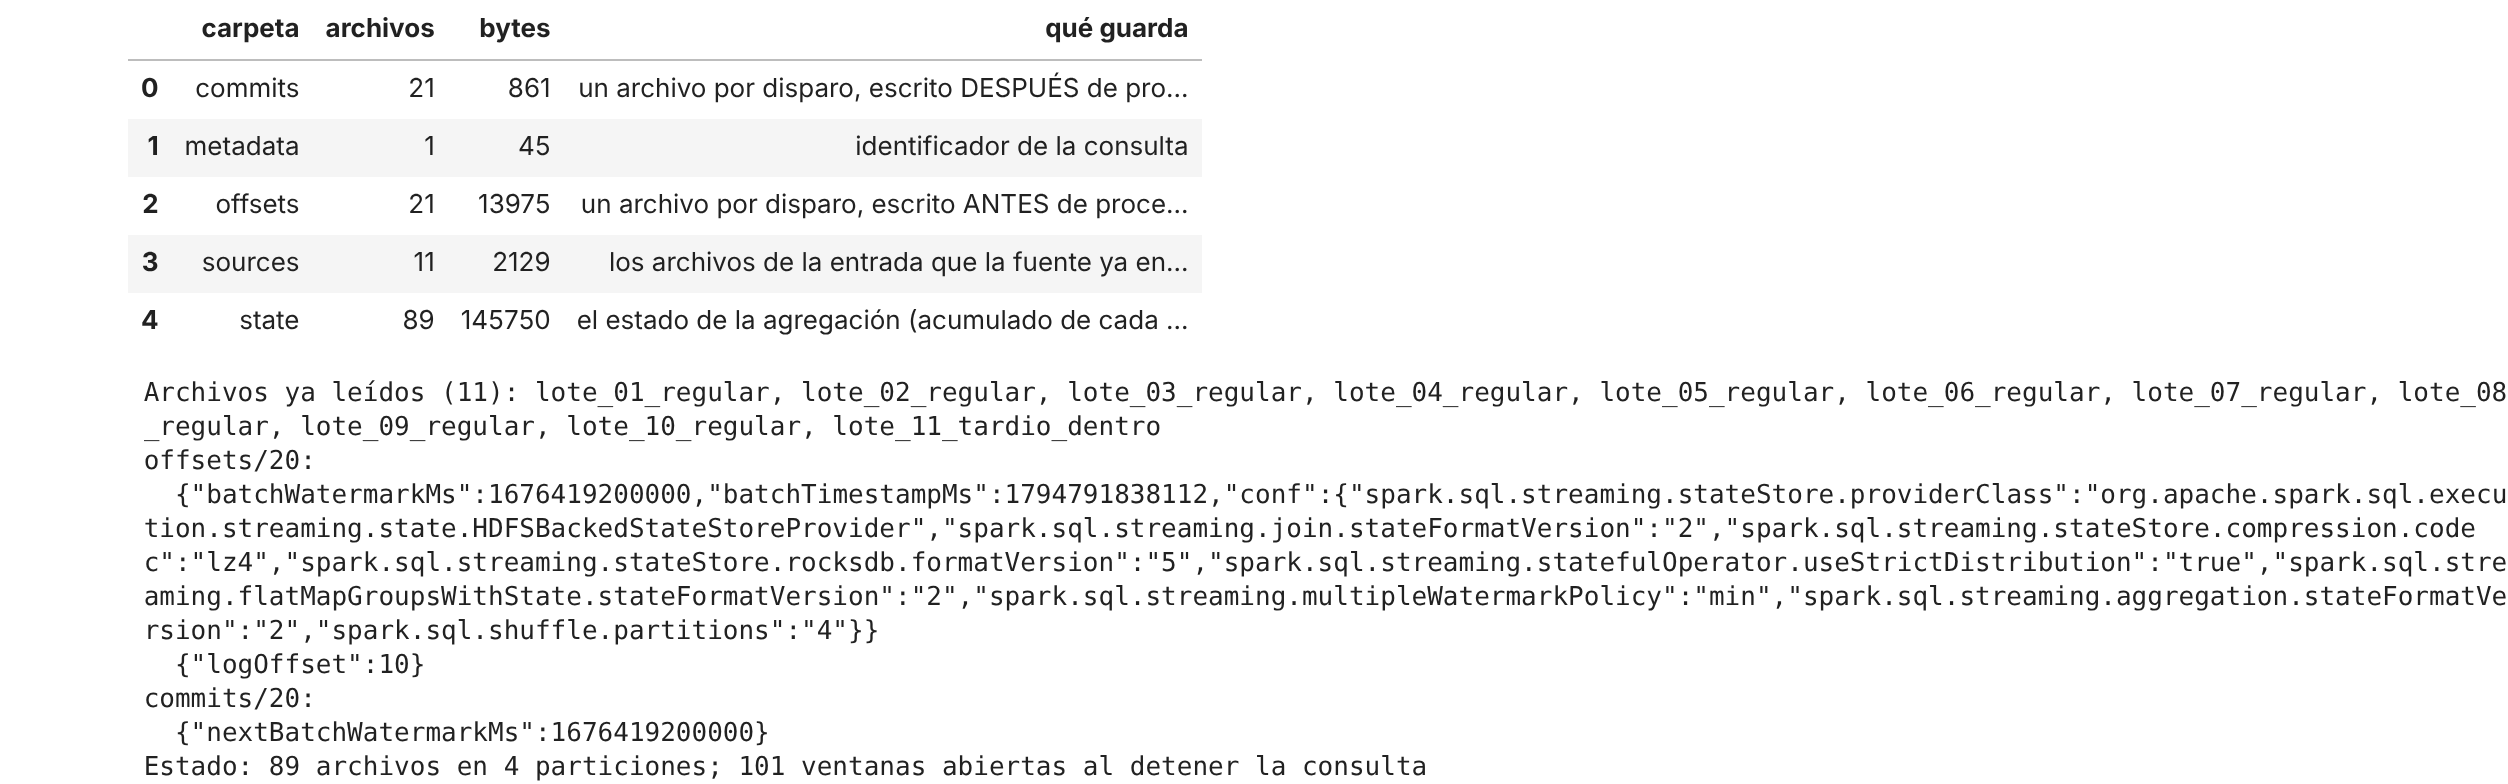 carpeta archivos bytes qué guarda
0 commits 21 861 un archivo por disparo, escrito DESPUÉS de pro...
1 metadata 1 45 identificador de la consulta
2 offsets 21 13975 un archivo por disparo, escrito ANTES de proce...
3 sources 11 2129 los archivos de la entrada que la fuente ya en...
4 state 89 145750 el estado de la agregación (acumulado de cada ...
Archivos ya leídos (11): lote_01_regular, lote_02_regular, lote_03_regular, lote_04_regular, lote_05_regular, lote_06_regular, lote_07_regular, lote_08
_regular, lote_09_regular, lote_10_regular, lote_11_tardio_dentro
offsets/20:
{"batchWatermarkMs":1676419200000,"batchTimestampMs":1794791838112,"conf":{"spark.sql.streaming.stateStore.providerClass":"org.apache.spark.sql.execu
tion.streaming.state.HDFSBackedStateStoreProvider","spark.sql.streaming.join.stateFormatVersion":"2","spark.sql.streaming.stateStore.compression.code
c":"lz4","spark.sql.streaming.stateStore.rocksdb.formatVersion":"5","spark.sql.streaming.statefulOperator.useStrictDistribution":"true","spark.sql.stre
aming.flatMapGroupsWithState.stateFormatVersion":"2","spark.sql.streaming.multipleWatermarkPolicy":"min","spark.sql.streaming.aggregation.stateFormatVe
rsion":"2","spark.sql.shuffle.partitions":"4"}}
{"logOffset":10}
commits/20:
{"nextBatchWatermarkMs":1676419200000}
Estado: 89 archivos en 4 particiones; 101 ventanas abiertas al detener la consulta